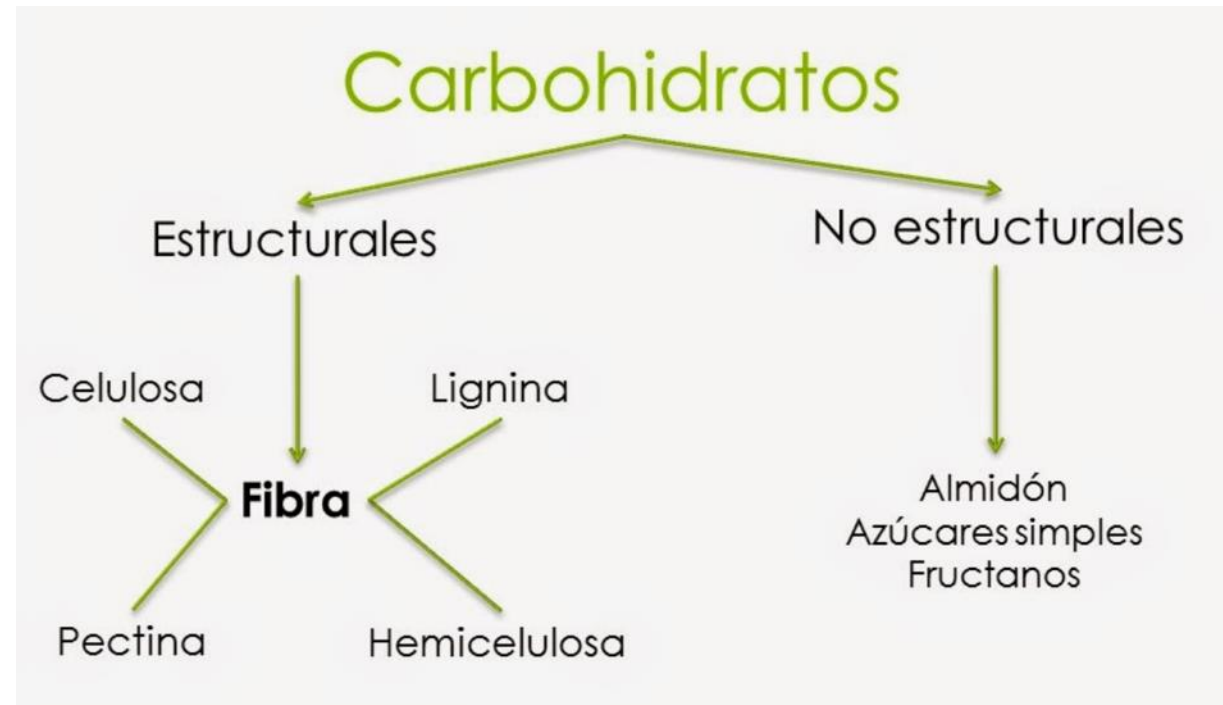 Carbohidratos
Estructurales
No estructurales
Celulosa
Lignina
Fibra
Pectina
Hemicelulosa
Almidón
Azúcares simples
Fructanos